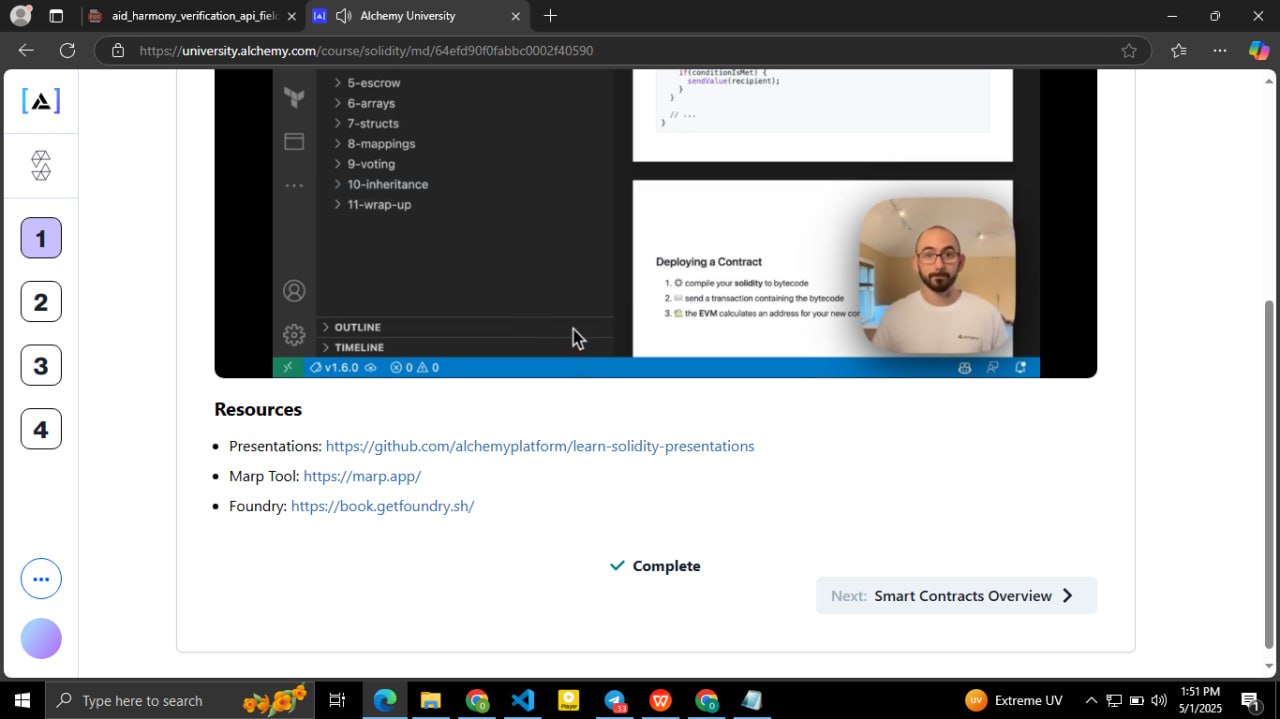 aid_harmony_verification_api_fiel
Alchemy University
https://university.alchemy.com/course/solidity/md/64efd90f0fabbc0002f40590
if(conditionIsMet) {
sendValue(recipient);
}
}
// ...
}
5-escrow
6-arrays
7-structs
8-mappings
9-voting
10-inheritance
11-wrap-up
OUTLINE
TIMELINE
v1.6.0
0
0
Deploying a Contract
1. compile your solidity to bytecode
2. send a transaction containing the bytecode
3. the EVM calculates an address for your new cor
1
2
3
4
Resources
Presentations: https://github.com/alchemyplatform/learn-solidity-presentations
Marp Tool: https://marp.app/
Foundry: https://book.getfoundry.sh/
Complete
Next: Smart Contracts Overview
Type here to search
Player
33
UV
Extreme UV
1:51 PM
5/1/2025
1